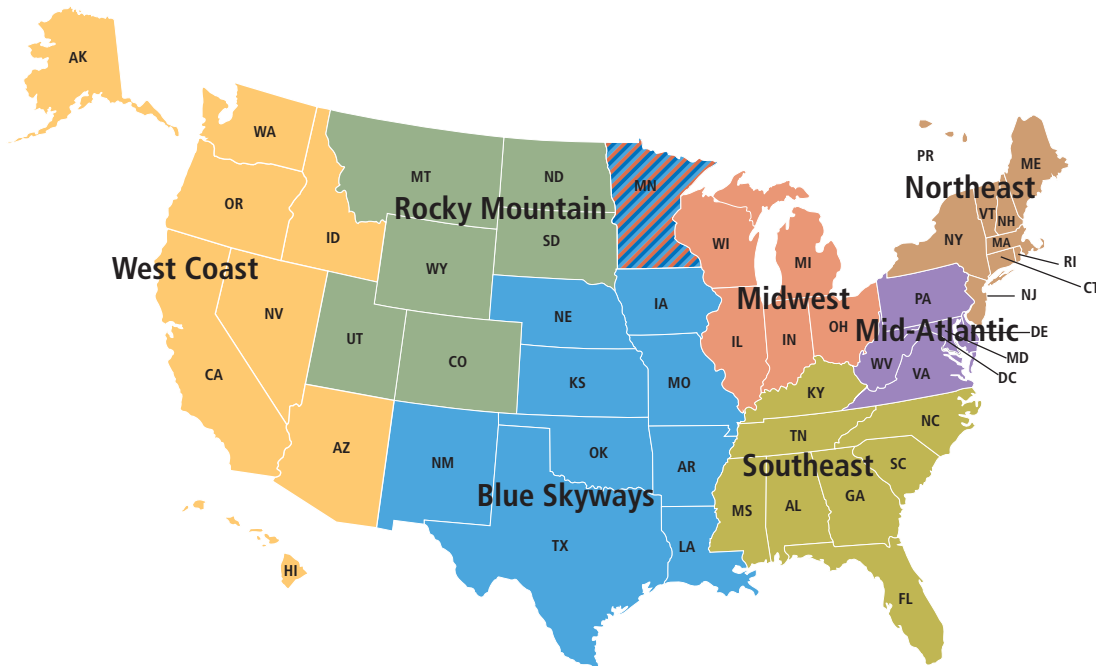 AK
WA
OR
ID
West Coast
NV
CA
AZ
HI
MT
ND
Rocky Mountain
SD
WY
UT
CO
MN
NE
IA
KS
MO
NM
OK
AR
Blue Skyways
TX
LA
WI
MI
Midwest
IL
IN
OH
PR
ME
Northeast
VT
NH
NY
MA
RI
CT
NJ
PA
Mid-Atlantic
DE
MD
DC
WV
VA
KY
TN
NC
Southeast
SC
MS
AL
GA
FL